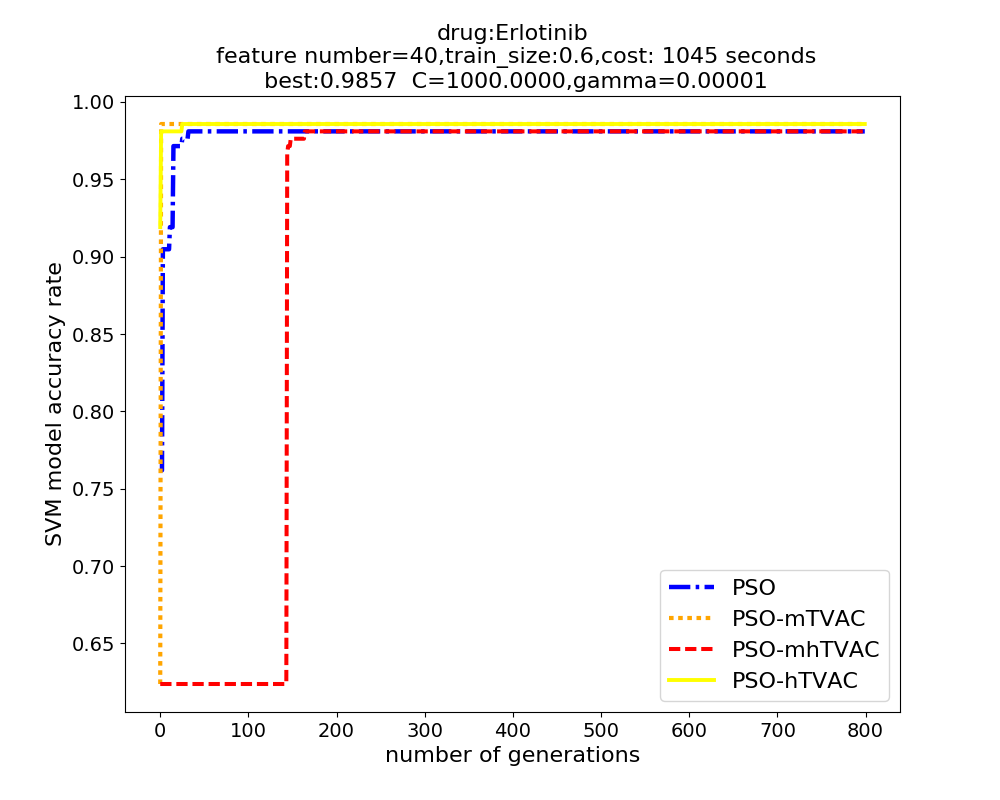 drug:Erlotinib
feature number=40,train_size:0.6,cost: 1045 seconds
best:0.9857  C=1000.0000,gamma=0.00001
SVM model accuracy rate
1.00
0.95
0.90
0.85
0.80
0.75
0.70
0.65
PSO
PSO-mTVAC
PSO-mhTVAC
PSO-hTVAC
0 100 200 300 400 500 600 700 800
number of generations